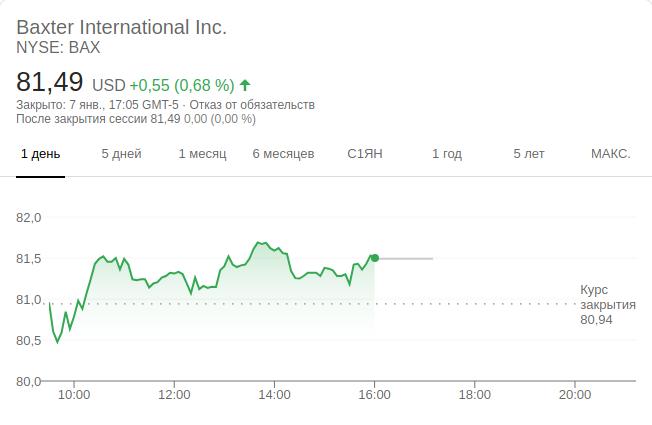 Baxter International Inc.
NYSE: BAX
81,49 USD +0,55 (0,68 %)
Закрыто: 7 янв., 17:05 GMT-5 · Отказ от обязательств
После закрытия сессии 81,49 0,00 (0,00 %)
1 день 5 дней 1 месяц 6 месяцев С1ЯН 1 год 5 лет МАКС.
82,0
81,5
81,0
80,5
80,0
Курс
закрытия
80,94
10:00 12:00 14:00 16:00 18:00 20:00